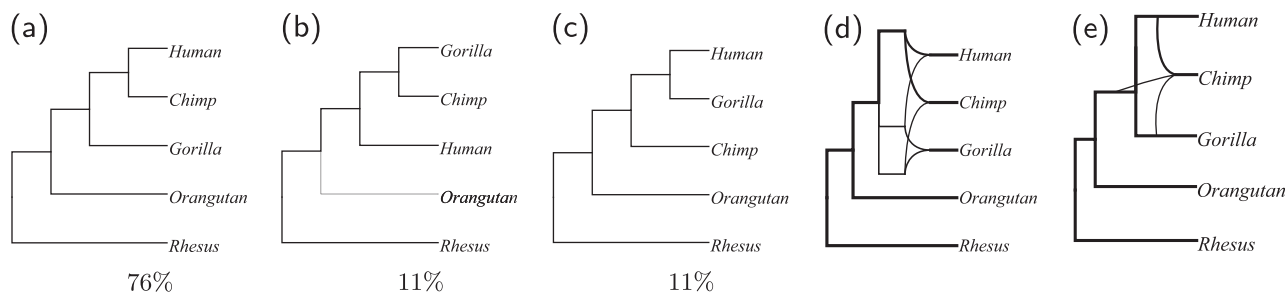 (a)
Human
Chimp
Gorilla
Orangutan
Rhesus
76%
(b)
Gorilla
Chimp
Human
Orangutan
Rhesus
11%
(c)
Human
Gorilla
Chimp
Orangutan
Rhesus
11%
(d)
Human
Chimp
Gorilla
Orangutan
Rhesus
(e)
Human
Chimp
Gorilla
Orangutan
Rhesus